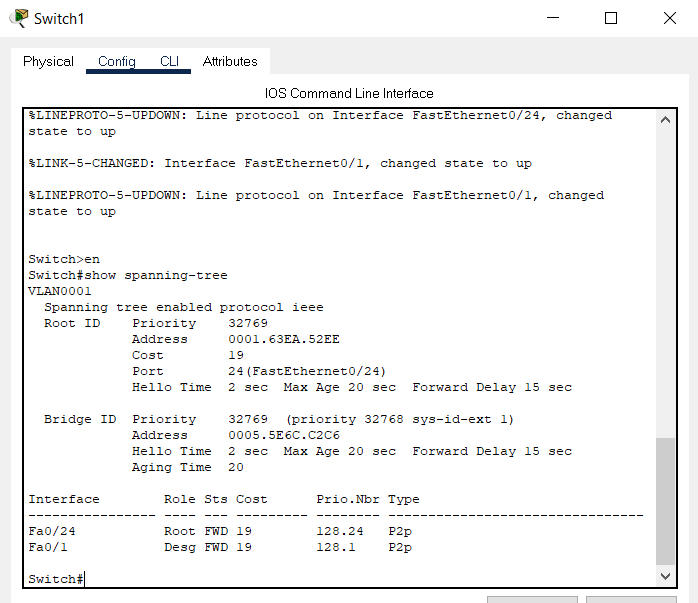 Switch1
Physical Config CLI Attributes
IOS Command Line Interface
%LINEPROTO-5-UPDOWN: Line protocol on Interface FastEthernet0/24, changed
state to up
%LINK-5-CHANGED: Interface FastEthernet0/1, changed state to up
%LINEPROTO-5-UPDOWN: Line protocol on Interface FastEthernet0/1, changed
state to up
Switch>en
Switch#show spanning-tree
VLAN0001
  Spanning tree enabled protocol ieee
  Root ID    Priority    32769
             Address     0001.63EA.52EE
             Cost        19
             Port        24(FastEthernet0/24)
             Hello Time  2 sec  Max Age 20 sec  Forward Delay 15 sec
  Bridge ID  Priority    32769  (priority 32768 sys-id-ext 1)
             Address     0005.5E6C.C2C6
             Hello Time  2 sec  Max Age 20 sec  Forward Delay 15 sec
             Aging Time  20
Interface        Role Sts Cost      Prio.Nbr Type
---------------- ---- --- --------- -------- --------------------------------
Fa0/24           Root FWD 19        128.24   P2p
Fa0/1            Desg FWD 19        128.1    P2p
Switch#